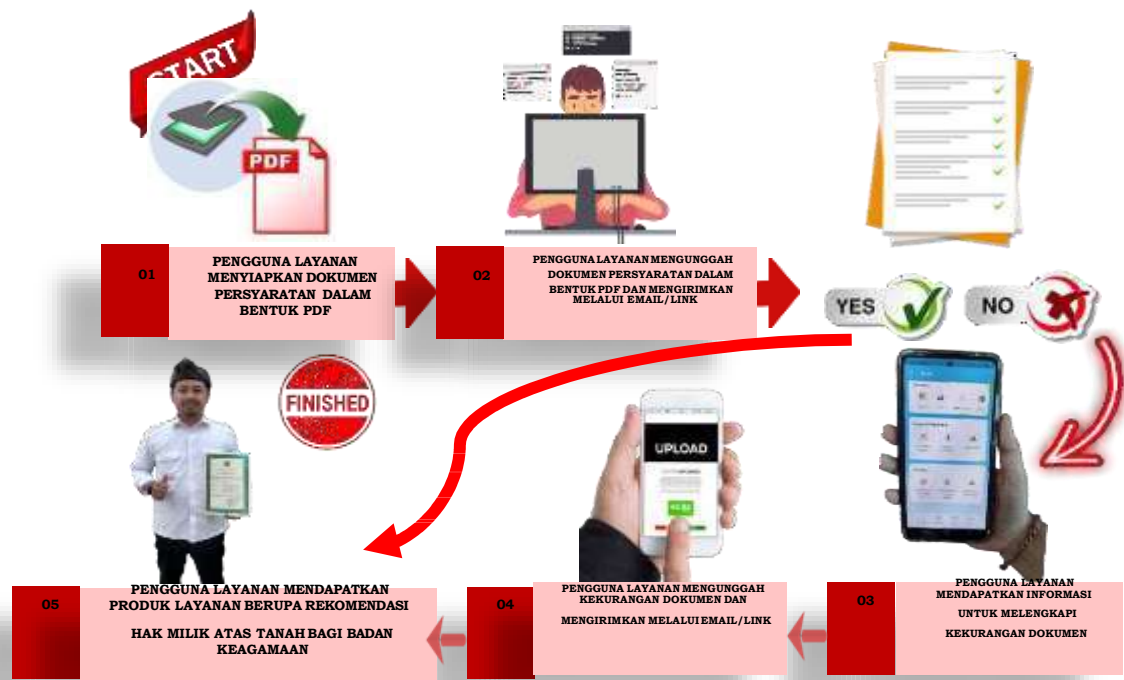 START
PDF
01
PENGGUNA LAYANAN
MENYIAPKAN DOKUMEN
PERSYARATAN DALAM
BENTUK PDF
02
PENGGUNA LAYANAN MENGUNGGAH
DOKUMEN PERSYARATAN DALAM
BENTUK PDF DAN MENGIRIMKAN
MELALUI EMAIL/LINK
YES
NO
FINISHED
UPLOAD
05
PENGGUNA LAYANAN MENDAPATKAN
PRODUK LAYANAN BERUPA REKOMENDASI
HAK MILIK ATAS TANAH BAGI BADAN
KEAGAMAAN
04
PENGGUNA LAYANAN MENGUNGGAH
KEKURANGAN DOKUMEN DAN
MENGIRIMKAN MELALUI EMAIL/LINK
03
PENGGUNA LAYANAN
MENDAPATKAN INFORMASI
UNTUK MELENGKAPI
KEKURANGAN DOKUMEN